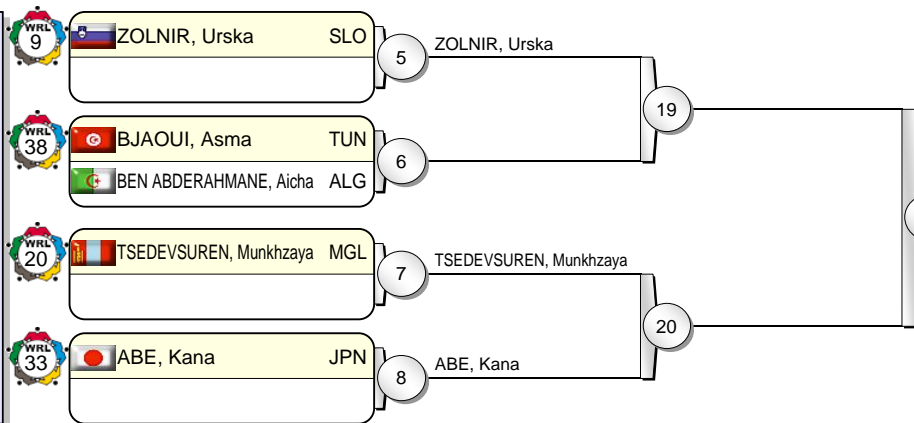 WRL
9
ZOLNIR, Urska SLO
5
ZOLNIR, Urska
19
WRL
38
BJAOUI, Asma TUN
BEN ABDERAHMANE, Aicha ALG
6
WRL
20
TSEDEVSUREN, Munkhzaya MGL
7
TSEDEVSUREN, Munkhzaya
20
WRL
33
ABE, Kana JPN
8
ABE, Kana